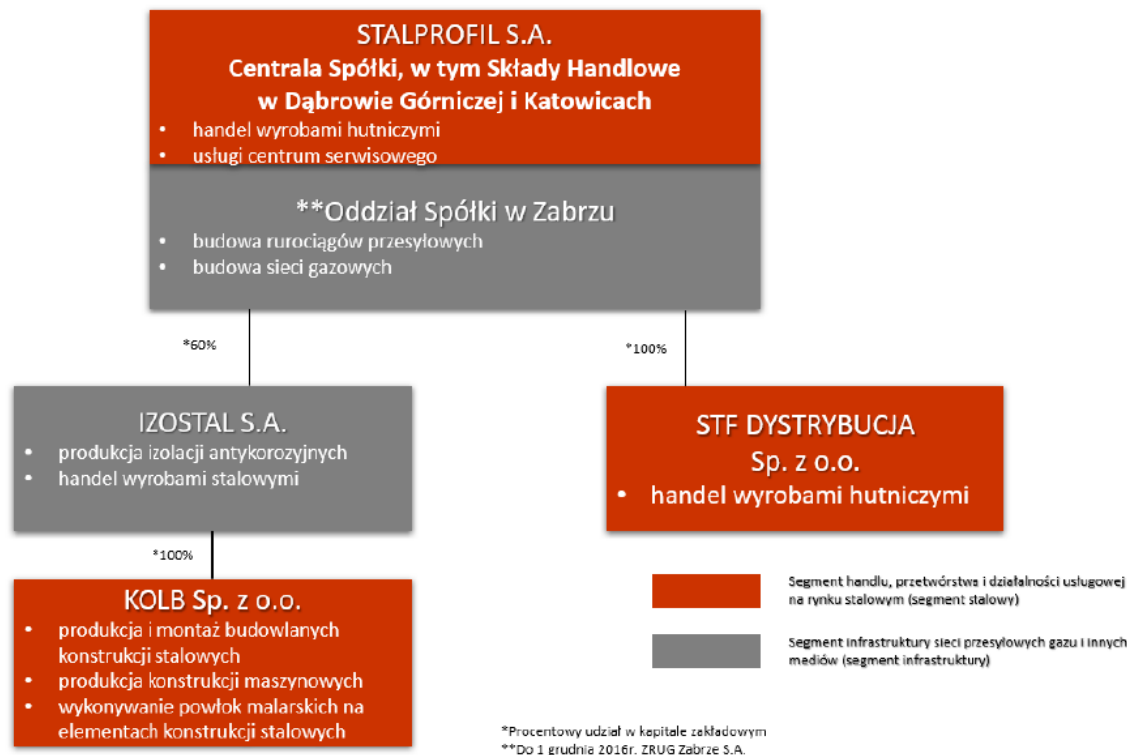 STALPROFIL S.A.
Centrala Spółki, w tym Składy Handlowe
w Dąbrowie Górniczej i Katowicach
• handel wyrobami hutniczymi
• usługi centrum serwisowego
**Oddział Spółki w Zabrzu
• budowa rurociągów przesyłowych
• budowa sieci gazowych
*60%
*100%
IZOSTAL S.A.
• produkcja izolacji antykorozyjnych
• handel wyrobami stalowymi
STF DYSTRYBUCJA
Sp. z o.o.
• handel wyrobami hutniczymi
*100%
KOLB Sp. z o.o.
• produkcja i montaż budowlanych
konstrukcji stalowych
• produkcja konstrukcji maszynowych
• wykonywanie powłok malarskich na
elementach konstrukcji stalowych
Segment handlu, przetwórstwa i działalności usługowej
na rynku stalowym (segment stalowy)
Segment infrastruktury sieci przesyłowych gazu i innych
mediów (segment infrastruktury)
*Procentowy udział w kapitale zakładowym
**Do 1 grudnia 2016r. ZRUG Zabrze S.A.